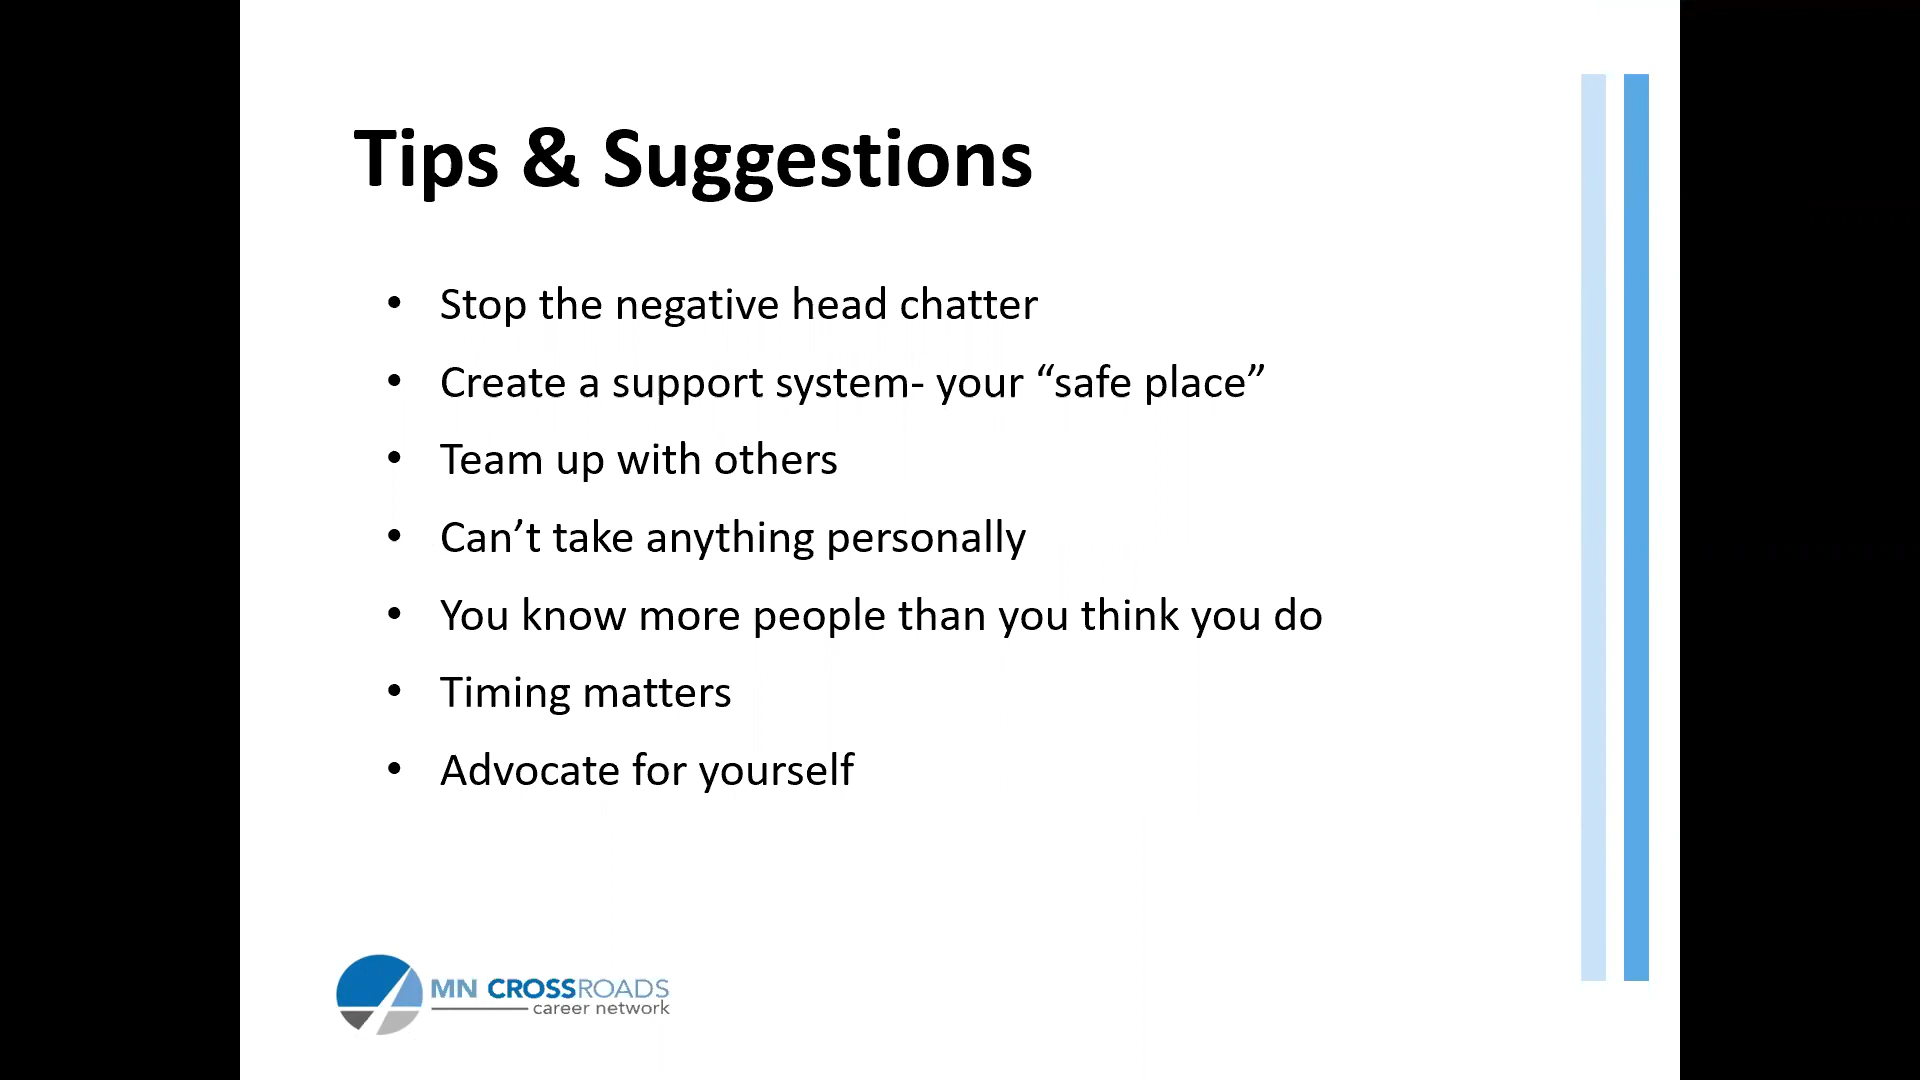 Tips & Suggestions
• Stop the negative head chatter
• Create a support system- your “safe place”
• Team up with others
• Can’t take anything personally
• You know more people than you think you do
• Timing matters
• Advocate for yourself
MN CROSSROADS
career network